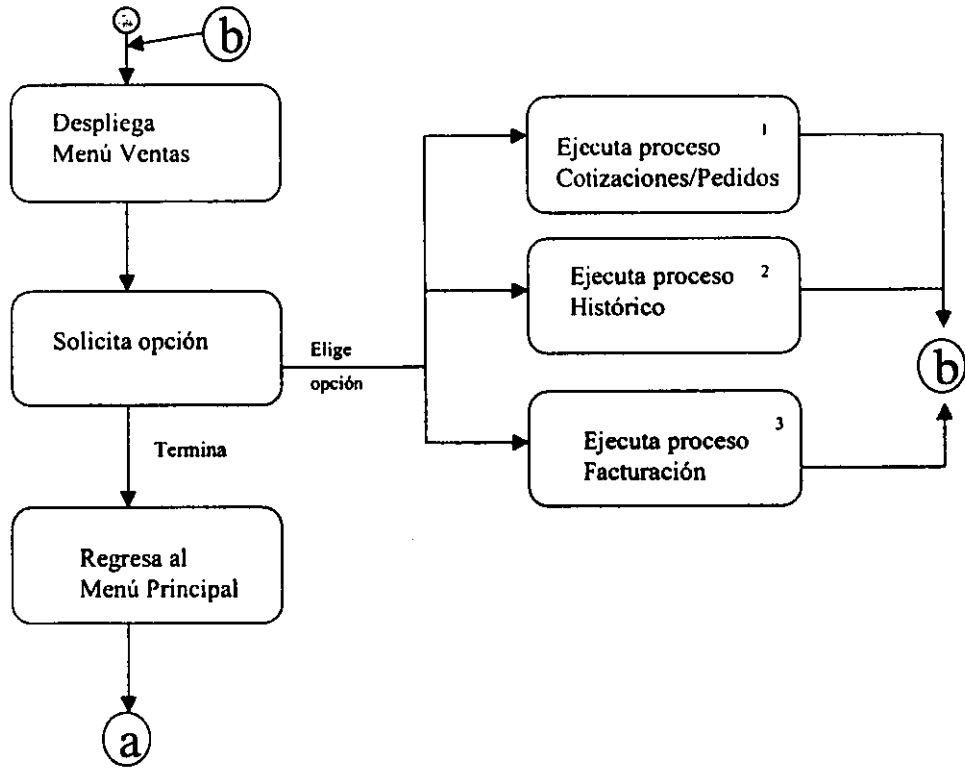 b
Despliega
Menú Ventas
Solicita opción
Elige
opción
Termina
Regresa al
Menú Principal
a
1
Ejecuta proceso
Cotizaciones/Pedidos
2
Ejecuta proceso
Histórico
3
Ejecuta proceso
Facturación
b